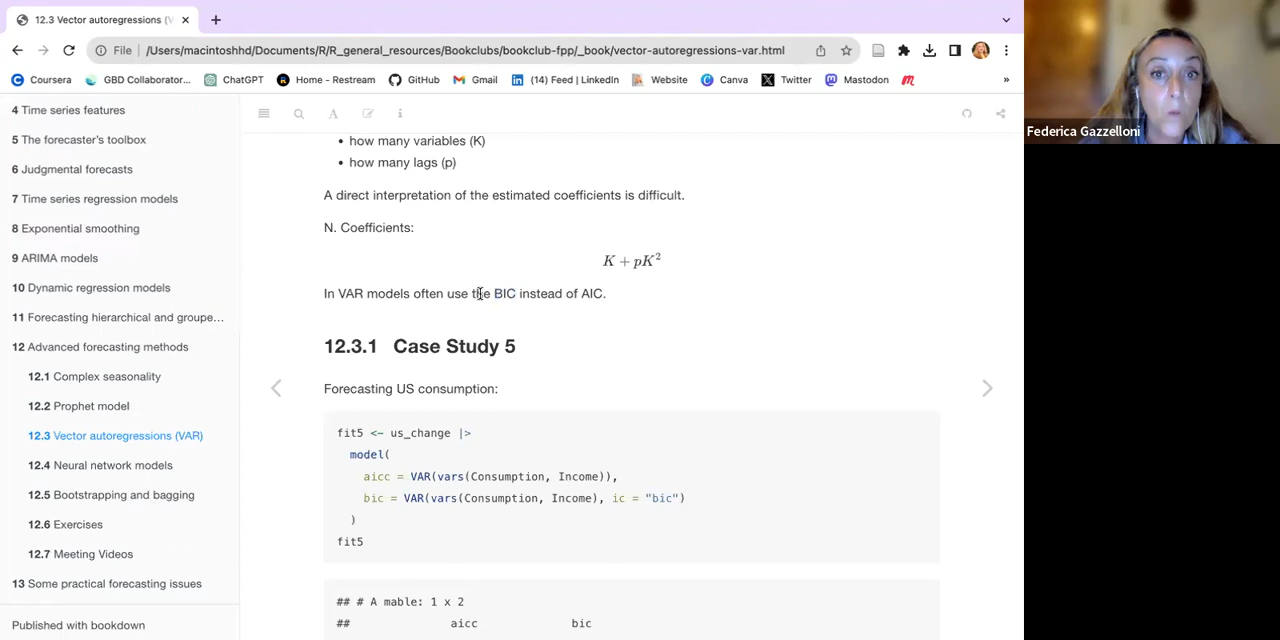 12.3 Vector autoregressions (V
File
/Users/macintoshhd/Documents/R/R_general_resources/Bookclubs/bookclub-fpp/_book/vector-autoregressions-var.html
Coursera
GBD Collaborator...
ChatGPT
Home - Restream
GitHub
Gmail
(14) Feed | LinkedIn
Website
Canva
Twitter
Mastodon
»
4 Time series features
5 The forecaster's toolbox
6 Judgmental forecasts
7 Time series regression models
8 Exponential smoothing
9 ARIMA models
10 Dynamic regression models
11 Forecasting hierarchical and groupe...
12 Advanced forecasting methods
12.1 Complex seasonality
12.2 Prophet model
12.3 Vector autoregressions (VAR)
12.4 Neural network models
12.5 Bootstrapping and bagging
12.6 Exercises
12.7 Meeting Videos
13 Some practical forecasting issues
Published with bookdown
• how many variables (K)
• how many lags (p)
A direct interpretation of the estimated coefficients is difficult.
N. Coefficients:
K + pK²
In VAR models often use the BIC instead of AIC.
12.3.1 Case Study 5
Forecasting US consumption:
fit5 <- us_change |>
model(
aicc = VAR(vars(Consumption, Income)),
bic = VAR(vars(Consumption, Income), ic = "bic")
)
fit5
## # A mable: 1 x 2
## aicc bic
Federica Gazzelloni